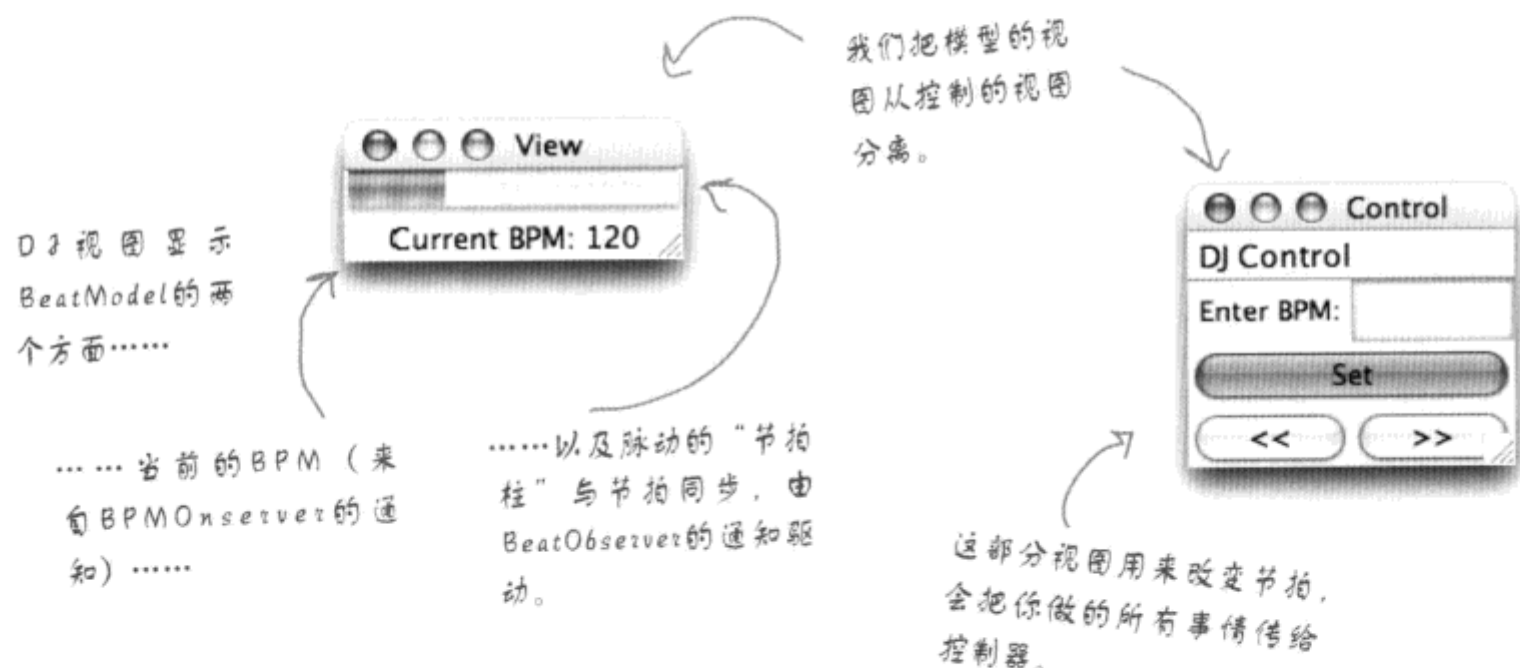 我们把模型的视
图从控制的视图
分离。
View
Current BPM: 120
DJ视图显示
BeatModel的两
个方面……
……当前的BPM（来
自BPMOnserver的通
知）……
……以及脉动的“节拍
柱”与节拍同步，由
BeatObserver的通知驱
动。
Control
DJ Control
Enter BPM:
Set
<<
>>
这部分视图用来改变节拍，
会把你做的所有事情传给
控制器。